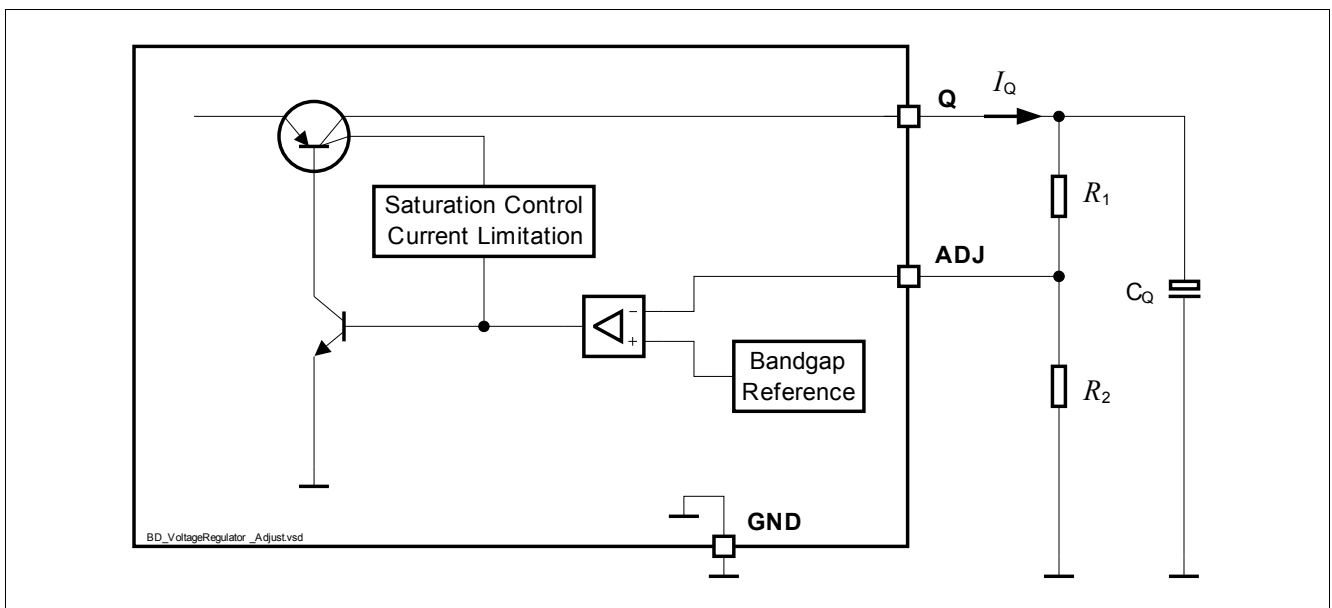 Q
I_Q
Saturation Control
Current Limitation
R_1
ADJ
C_Q
−
+
Bandgap
Reference
R_2
GND
BD_VoltageRegulator _Adjust.vsd